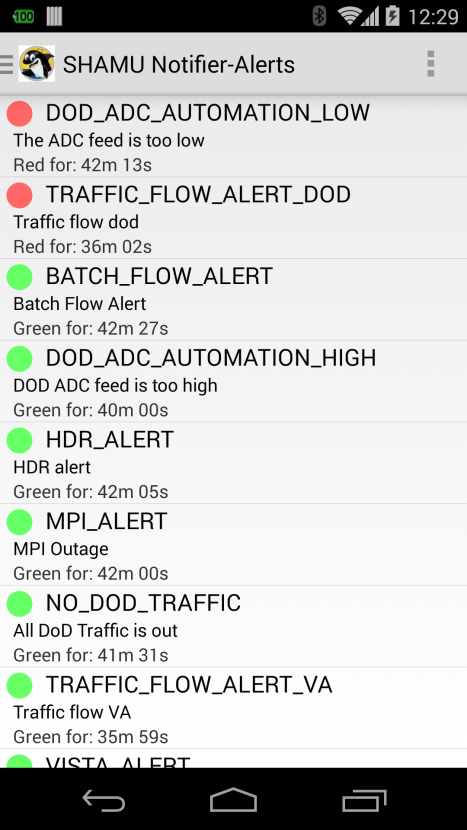 100
12:29
SHAMU Notifier-Alerts
DOD_ADC_AUTOMATION_LOW
The ADC feed is too low
Red for: 42m 13s
TRAFFIC_FLOW_ALERT_DOD
Traffic flow dod
Red for: 36m 02s
BATCH_FLOW_ALERT
Batch Flow Alert
Green for: 42m 27s
DOD_ADC_AUTOMATION_HIGH
DOD ADC feed is too high
Green for: 40m 00s
HDR_ALERT
HDR alert
Green for: 42m 05s
MPI_ALERT
MPI Outage
Green for: 42m 00s
NO_DOD_TRAFFIC
All DoD Traffic is out
Green for: 41m 31s
TRAFFIC_FLOW_ALERT_VA
Traffic flow VA
Green for: 35m 59s
VISTA_ALERT